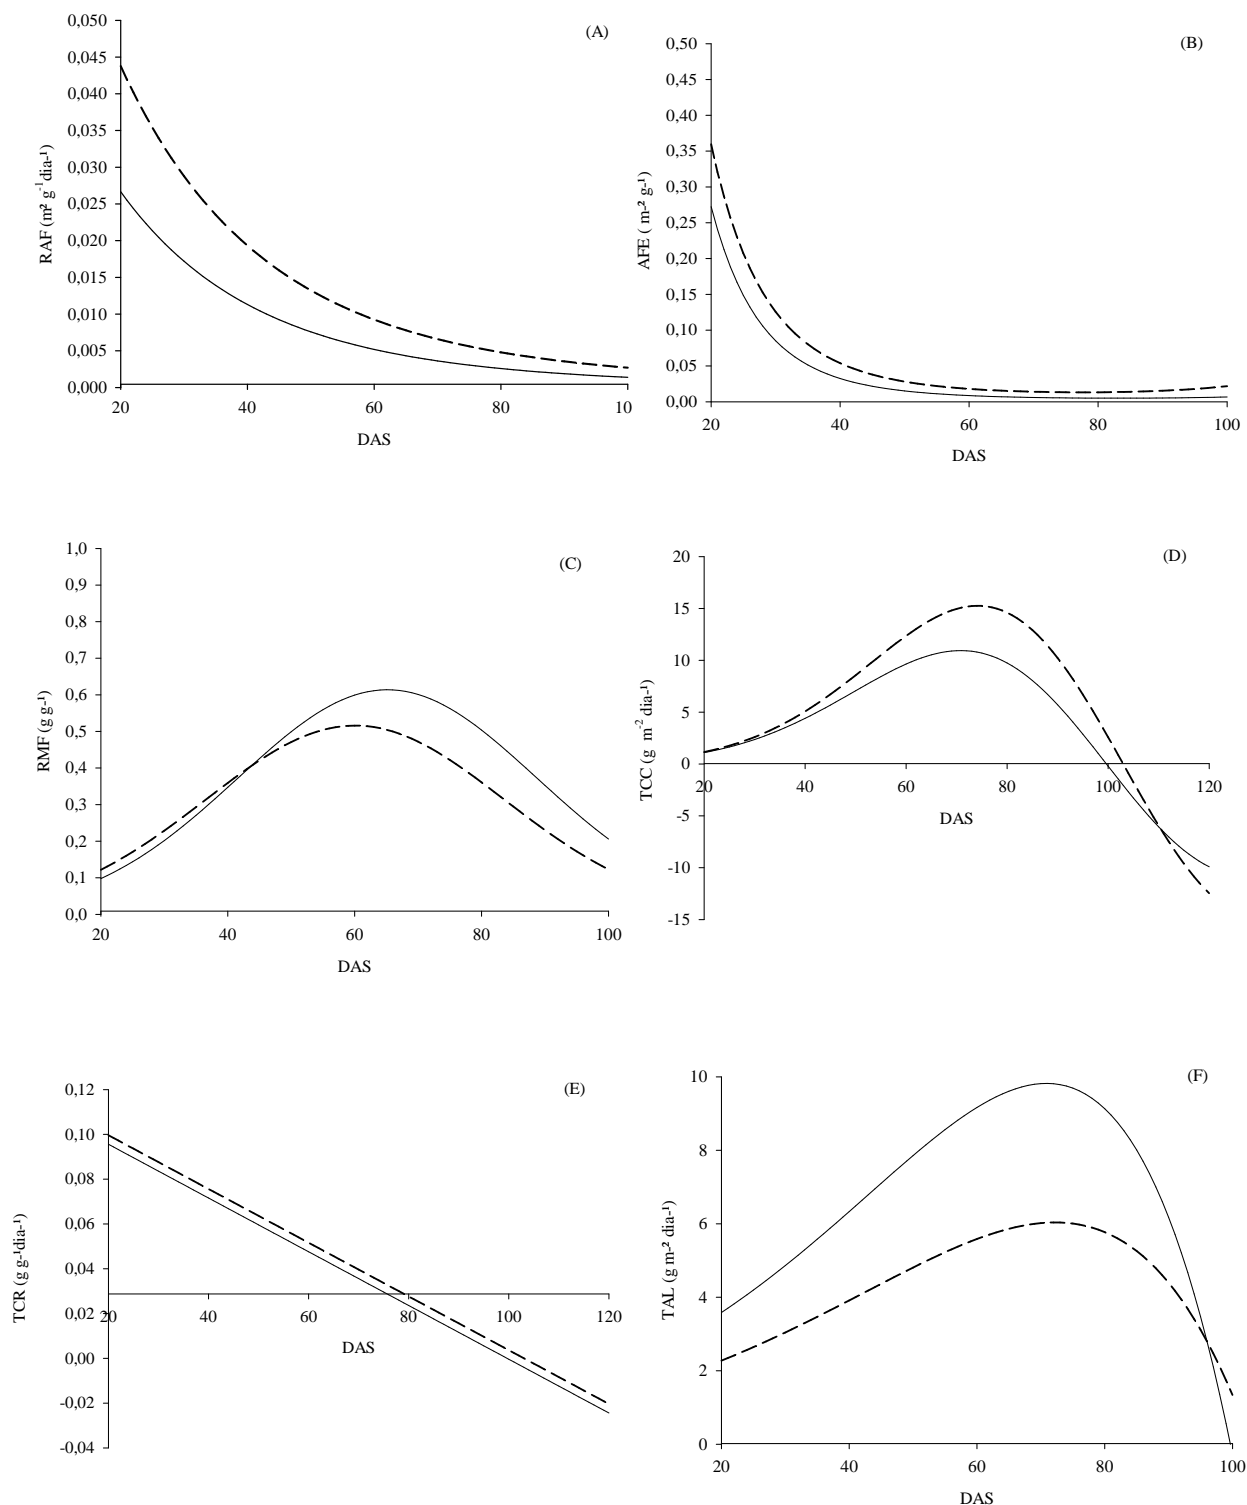 (A)
0,050
0,045
0,040
0,035
0,030
0,025
0,020
0,015
0,010
0,005
0,000
RAF (m² g⁻¹dia-¹)
20 40 60 80 10
DAS
(B)
0,50
0,45
0,40
0,35
0,30
0,25
0,20
0,15
0,10
0,05
0,00
AFE ( m-² g-¹)
20 40 60 80 100
DAS
(C)
1,0
0,9
0,8
0,7
0,6
0,5
0,4
0,3
0,2
0,1
0,0
RMF (g g-¹)
20 40 60 80 100
DAS
(D)
20
15
10
5
0
-5
-10
-15
TCC (g m⁻² dia-¹)
20 40 60 80 100 120
DAS
(E)
0,12
0,10
0,08
0,06
0,04
0,02
0,00
-0,02
-0,04
TCR (g g-¹dia-¹)
20 40 60 80 100 120
DAS
(F)
10
8
6
4
2
0
TAL (g m-² dia-¹)
20 40 60 80 100
DAS